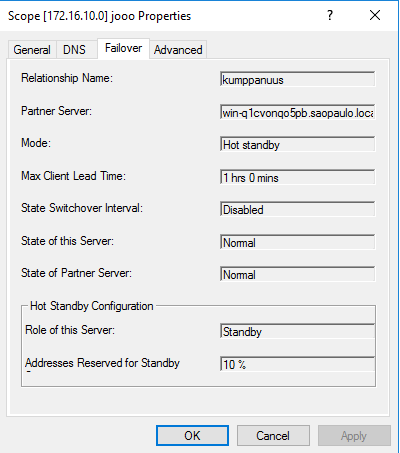 Scope [172.16.10.0] jooo Properties
General DNS Failover Advanced
Relationship Name: kumppanuus
Partner Server: win-q1cvonqo5pb.saopaulo.loca
Mode: Hot standby
Max Client Lead Time: 1 hrs 0 mins
State Switchover Interval: Disabled
State of this Server: Normal
State of Partner Server: Normal
Hot Standby Configuration
Role of this Server: Standby
Addresses Reserved for Standby 10 %
OK Cancel Apply